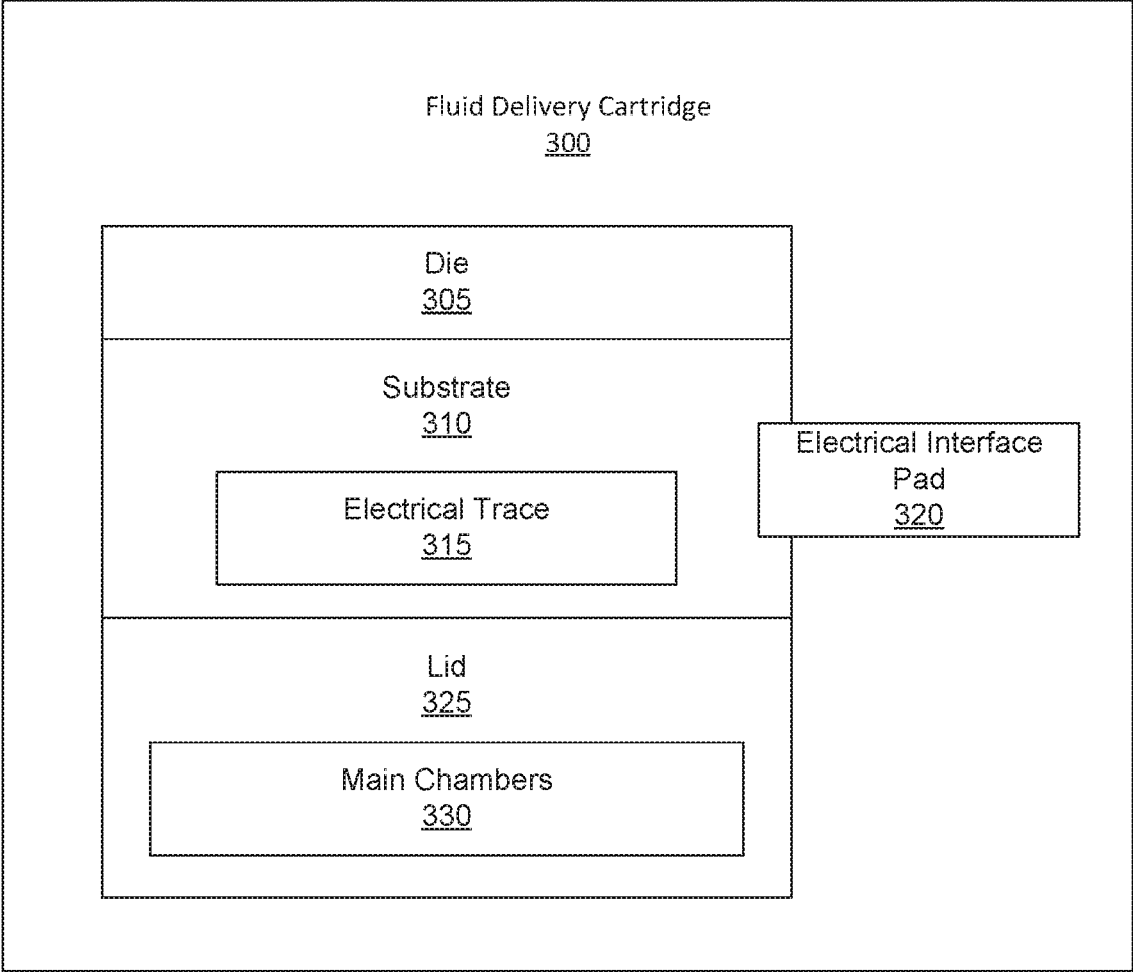 Fluid Delivery Cartridge
300
Die
305
Substrate
310
Electrical Interface
Pad
320
Electrical Trace
315
Lid
325
Main Chambers
330